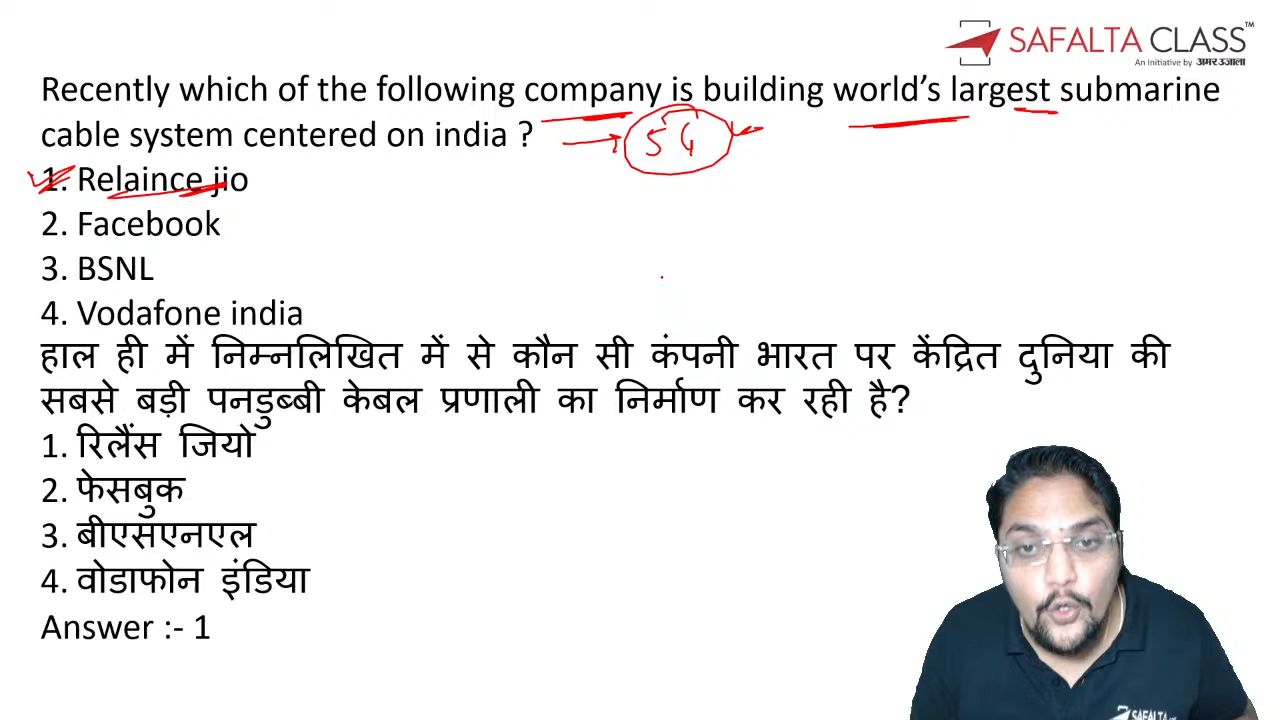 SAFALTA CLASS™
An Initiative by अमर उजाला
Recently which of the following company is building world's largest submarine
cable system centered on india ?
5G
1. Relaince jio
2. Facebook
3. BSNL
4. Vodafone india
हाल ही में निम्नलिखित में से कौन सी कंपनी भारत पर केंद्रित दुनिया की
सबसे बड़ी पनडुब्बी केबल प्रणाली का निर्माण कर रही है?
1. रिलैंस जियो
2. फेसबुक
3. बीएसएनएल
4. वोडाफोन इंडिया
Answer :- 1
SAFALTA CLASS